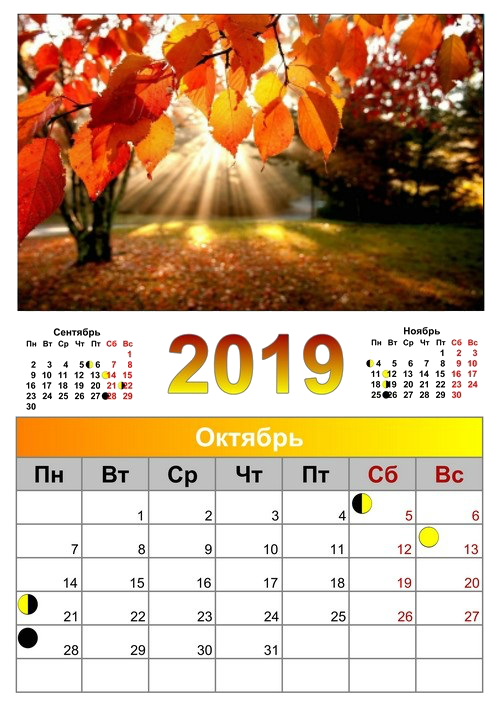 Сентябрь
Пн Вт Ср Чт Пт Сб Вс
1
2 3 4 5 6 7 8
9 10 11 12 13 14 15
16 17 18 19 20 21 22
23 24 25 26 27 28 29
30
2019
Ноябрь
Пн Вт Ср Чт Пт Сб Вс
1 2 3
4 5 6 7 8 9 10
11 12 13 14 15 16 17
18 19 20 21 22 23 24
25 26 27 28 29 30
Октябрь
Пн Вт Ср Чт Пт Сб Вс
1 2 3 4 5 6
7 8 9 10 11 12 13
14 15 16 17 18 19 20
21 22 23 24 25 26 27
28 29 30 31